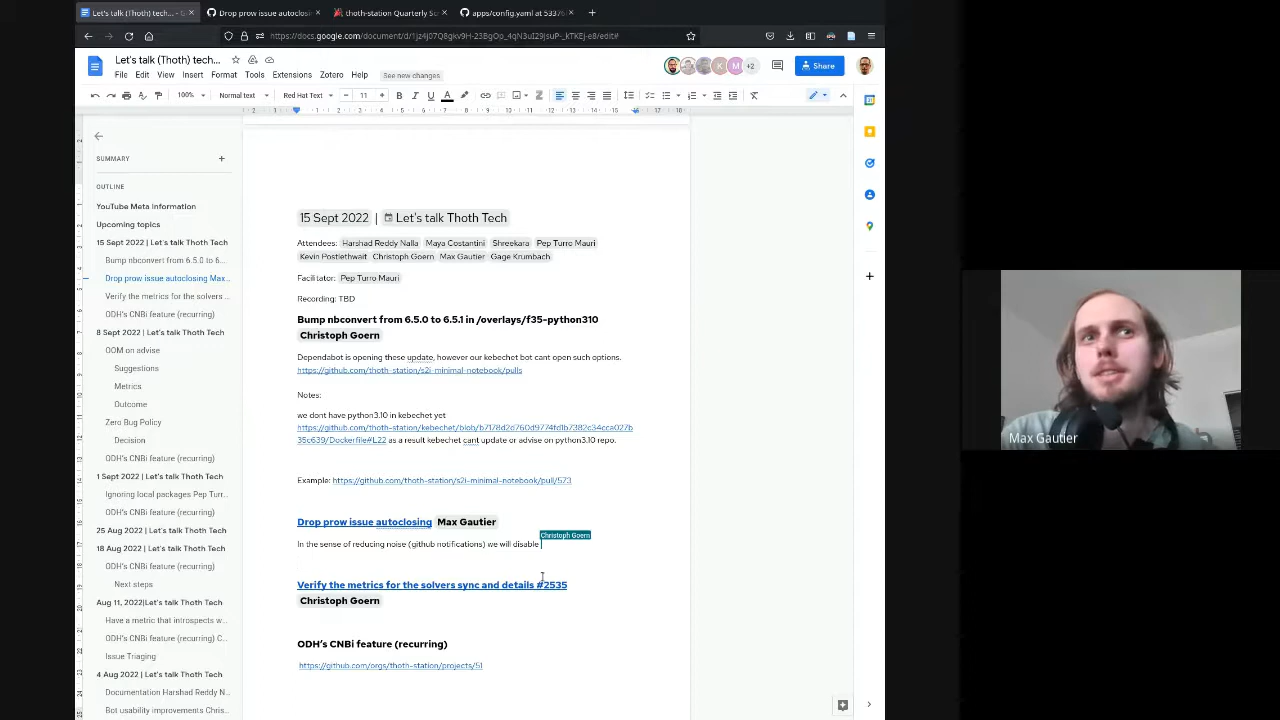 Let's talk (Thoth) tech - G
Drop prow issue autoclosin
thoth-station Quarterly Sc
apps/config.yaml at 53376
https://docs.google.com/document/d/
Let's talk (Thoth) tech...
File Edit View Insert Format Tools Extensions Zotero Help
See new changes
K M +2
Share
100% Normal text Red Hat Text 11
SUMMARY
OUTLINE
YouTube Meta Information
Upcoming topics
15 Sept 2022 | Let's talk Thoth Tech
Bump nbconvert from 6.5.0 to 6....
Drop prow issue autoclosing Max...
Verify the metrics for the solvers ...
ODH's CNBi feature (recurring)
8 Sept 2022 | Let's talk Thoth Tech
OOM on advise
Suggestions
Metrics
Outcome
Zero Bug Policy
Decision
ODH's CNBi feature (recurring)
1 Sept 2022 | Let's talk Thoth Tech
Ignoring local packages Pep Turr...
ODH's CNBi feature (recurring)
25 Aug 2022 | Let's talk Thoth Tech
18 Aug 2022 | Let's talk Thoth Tech
ODH's CNBi feature (recurring)
Next steps
Aug 11, 2022|Let's talk Thoth Tech
Have a metric that introspects w...
ODH's CNBi feature (recurring) C...
Issue Triaging
4 Aug 2022 | Let's talk Thoth Tech
Documentation Harshad Reddy N...
Bot usability improvements Chris...
15 Sept 2022 | Let's talk Thoth Tech
Attendees: Harshad Reddy Nalla Maya Costantini Shreekara Pep Turro Mauri
Kevin Postlethwait Christoph Goern Max Gautier Gage Krumbach
Facilitator: Pep Turro Mauri
Recording: TBD
Bump nbconvert from 6.5.0 to 6.5.1 in /overlays/f35-python310
Christoph Goern
Dependabot is opening these update, however our kebechet bot cant open such options.
https://github.com/thoth-station/s2i-minimal-notebook/pulls
Notes:
we dont have python3.10 in kebechet yet
https://github.com/thoth-station/kebechet/blob/b7178d2d760d9774fd1b7382c34cca027b
35c639/Dockerfile#L22 as a result kebechet cant update or advise on python3.10 repo.
Example: https://github.com/thoth-station/s2i-minimal-notebook/pull/573
Drop prow issue autoclosing Max Gautier
Christoph Goern
In the sense of reducing noise (github notifications) we will disable
Verify the metrics for the solvers sync and details #2535
Christoph Goern
ODH's CNBi feature (recurring)
https://github.com/orgs/thoth-station/projects/51
Max Gautier